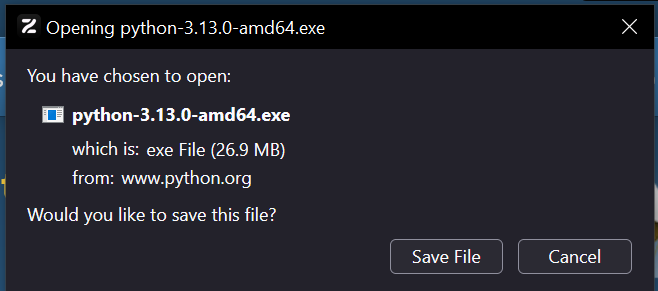 Opening python-3.13.0-amd64.exe
You have chosen to open:
python-3.13.0-amd64.exe
which is: exe File (26.9 MB)
from: www.python.org
Would you like to save this file?
Save File Cancel